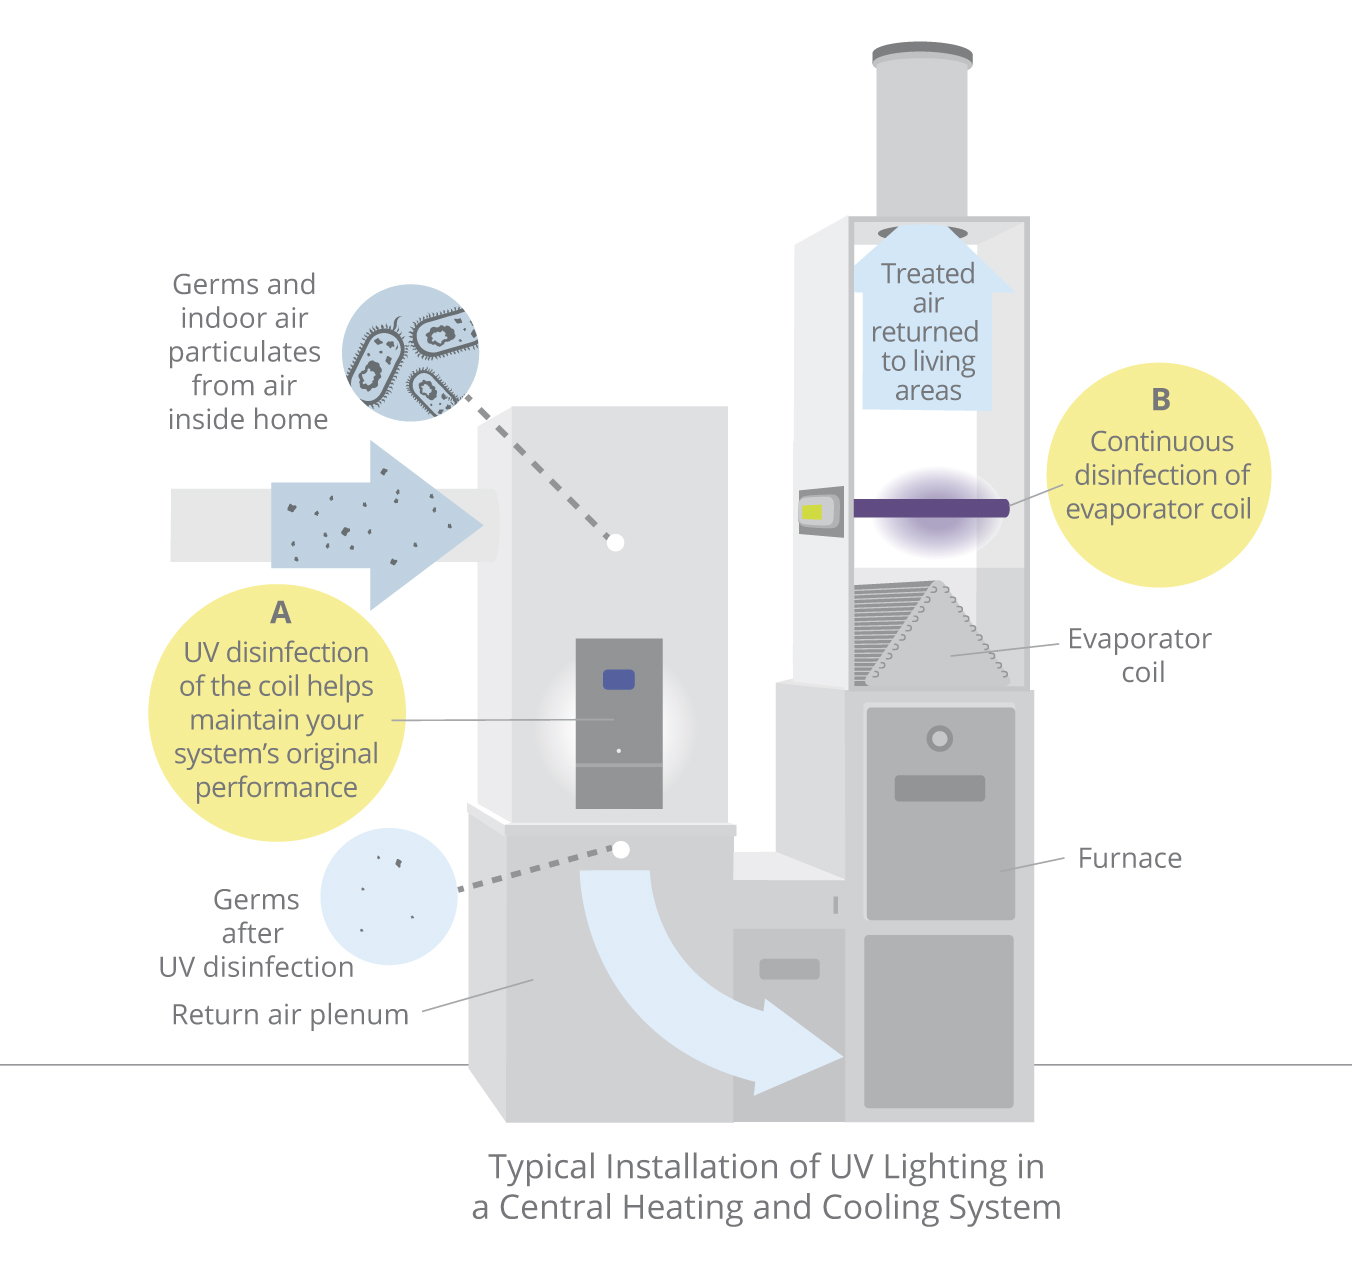 Germs and
indoor air
particulates
from air
inside home
A
UV disinfection
of the coil helps
maintain your
system’s original
performance
Germs
after
UV disinfection
Return air plenum
Treated
air
returned
to living
areas
B
Continuous
disinfection of
evaporator coil
Evaporator
coil
Furnace
Typical Installation of UV Lighting in
a Central Heating and Cooling System